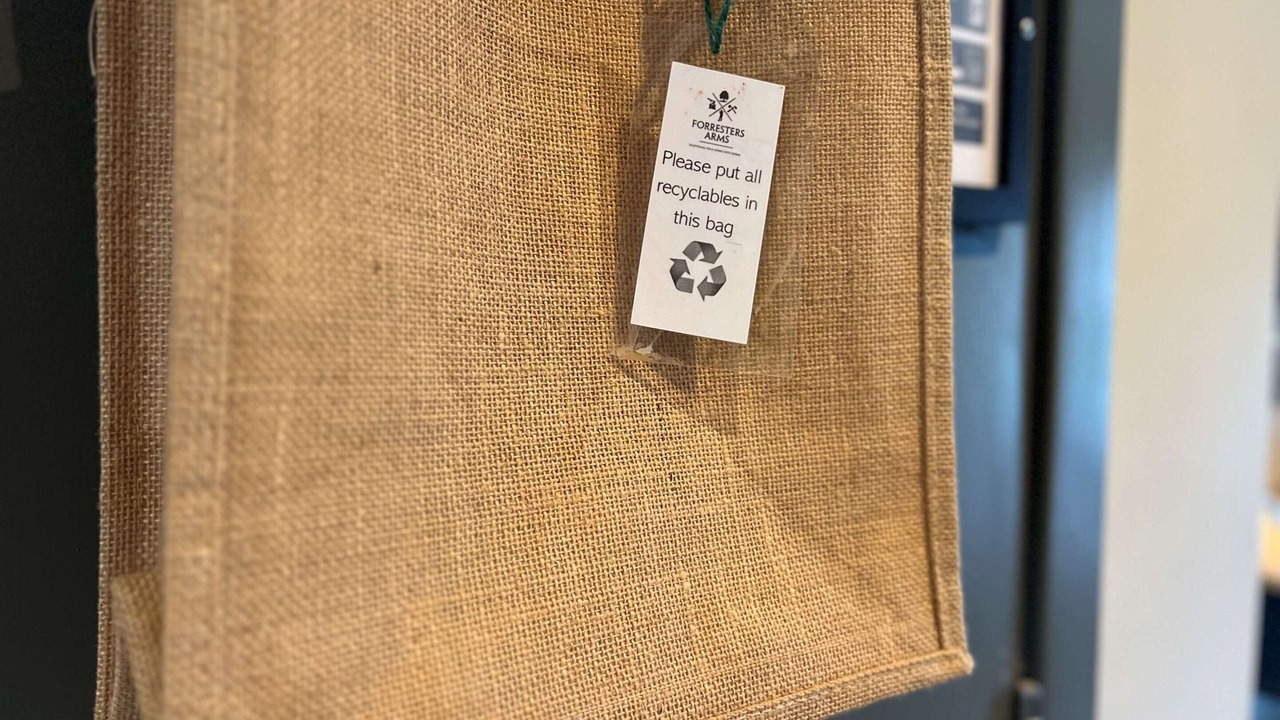 FORRESTERS
ARMS
Please put all
recyclables in
this bag